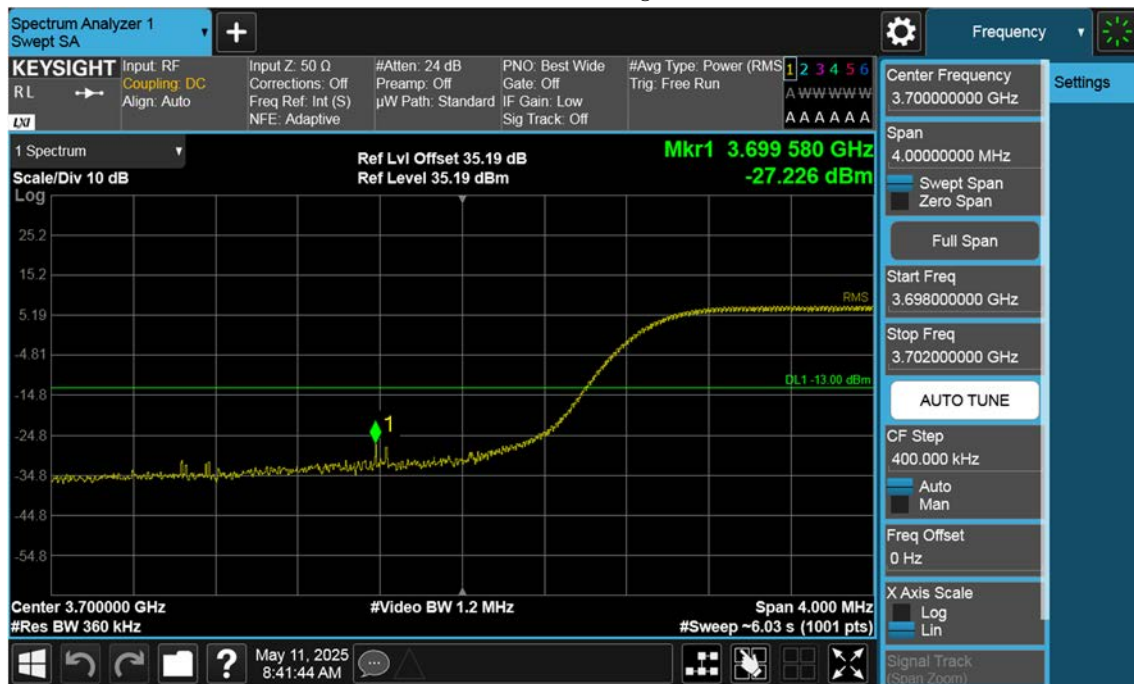 Spectrum Analyzer 1
Swept SA
Frequency
KEYSIGHT
RL
LXI
Input: RF
Coupling: DC
Align: Auto
Input Z: 50 Ω
Corrections: Off
Freq Ref: Int (S)
NFE: Adaptive
#Atten: 24 dB
Preamp: Off
µW Path: Standard
PNO: Best Wide
Gate: Off
IF Gain: Low
Sig Track: Off
#Avg Type: Power (RMS
Trig: Free Run
1 2 3 4 5 6
A W W W W W
A A A A A A
1 Spectrum
Scale/Div 10 dB
Ref Lvl Offset 35.19 dB
Ref Level 35.19 dBm
Mkr1 3.699 580 GHz
-27.226 dBm
Log
25.2
15.2
5.19
-4.81
-14.8
-24.8
-34.8
-44.8
-54.8
RMS
DL1 -13.00 dBm
1
Center 3.700000 GHz
#Res BW 360 kHz
#Video BW 1.2 MHz
Span 4.000 MHz
#Sweep ~6.03 s (1001 pts)
Center Frequency
3.700000000 GHz
Settings
Span
4.00000000 MHz
Swept Span
Zero Span
Full Span
Start Freq
3.698000000 GHz
Stop Freq
3.702000000 GHz
AUTO TUNE
CF Step
400.000 kHz
Auto
Man
Freq Offset
0 Hz
X Axis Scale
Log
Lin
Signal Track
(Span Zoom)
?
May 11, 2025
8:41:44 AM